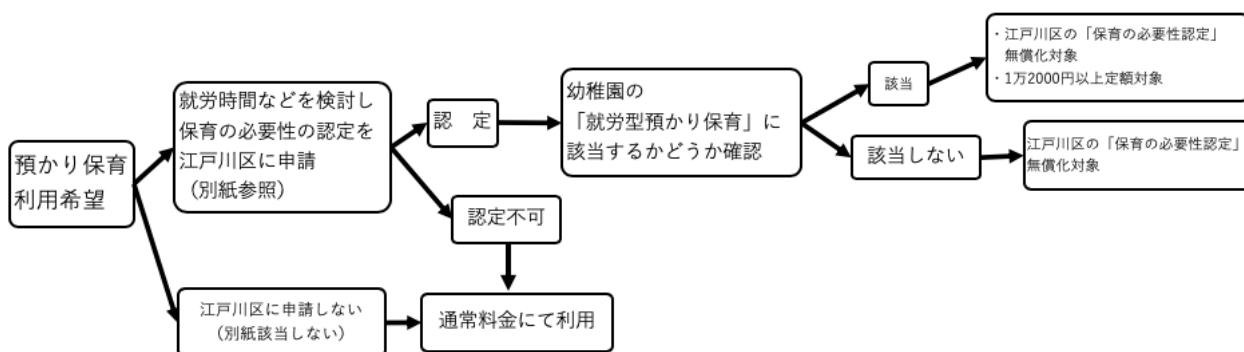 預かり保育
利用希望
就労時間などを検討し
保育の必要性の認定を
江戸川区に申請
（別紙参照）
江戸川区に申請しない
（別紙該当しない）
認　定
認定不可
通常料金にて利用
幼稚園の
「就労型預かり保育」に
該当するかどうか確認
該当
該当しない
・江戸川区の「保育の必要性認定」
無償化対象
・1万2000円以上定額対象
江戸川区の「保育の必要性認定」
無償化対象